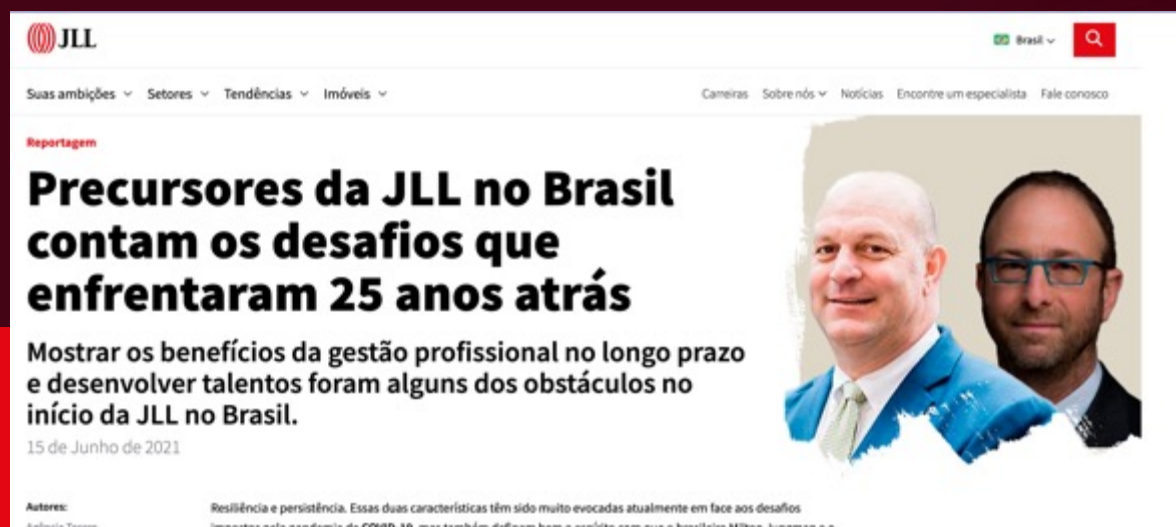 JLL
Brasil
Suas ambições Setores Tendências Imóveis
Carreiras Sobre nós Notícias Encontre um especialista Fale conosco
Reportagem
Precursores da JLL no Brasil
contam os desafios que
enfrentaram 25 anos atrás
Mostrar os benefícios da gestão profissional no longo prazo
e desenvolver talentos foram alguns dos obstáculos no
início da JLL no Brasil.
15 de Junho de 2021
Autores:
Resiliência e persistência. Essas duas características têm sido muito evocadas atualmente em face aos desafios